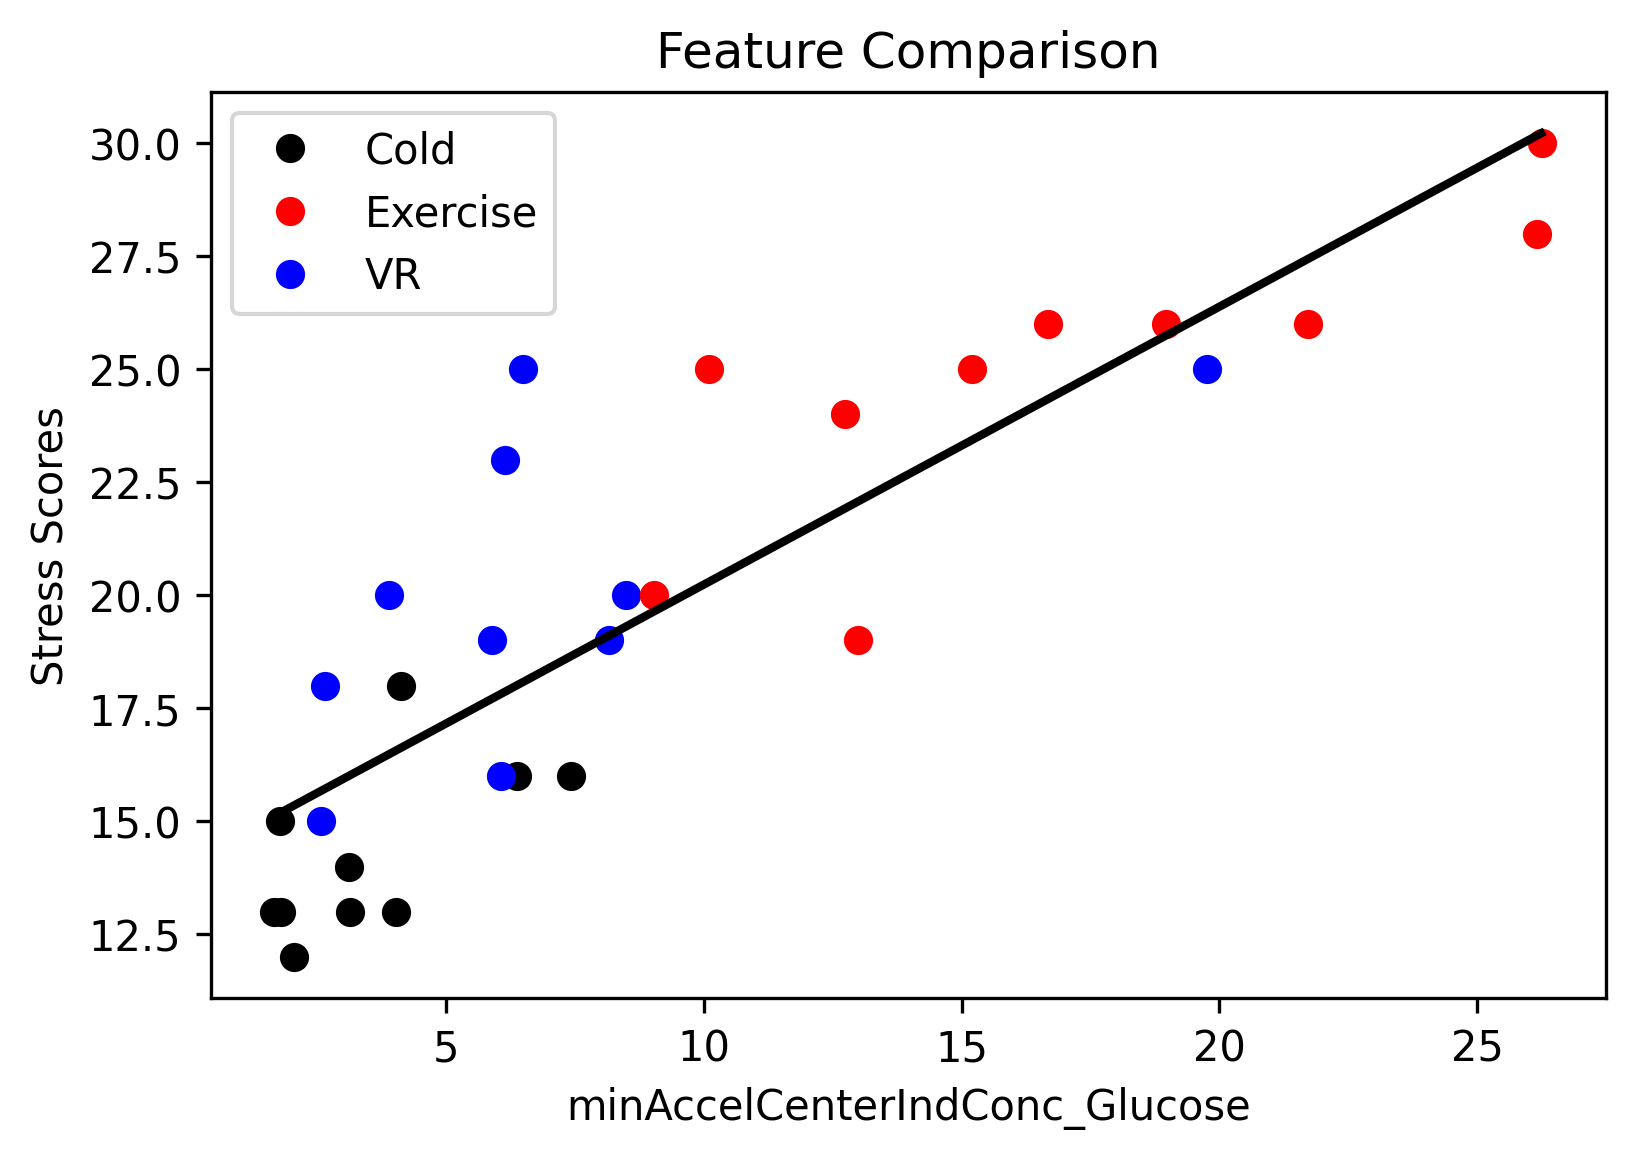 Feature Comparison
Cold
Exercise
VR
30.0
27.5
25.0
22.5
20.0
17.5
15.0
12.5
Stress Scores
5 10 15 20 25
minAccelCenterIndConc_Glucose